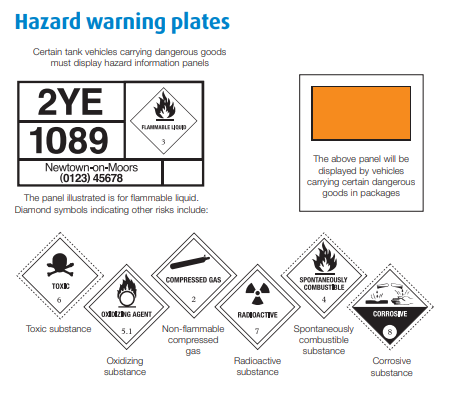 Hazard warning plates
Certain tank vehicles carrying dangerous goods
must display hazard information panels
2YE
1089
FLAMMABLE LIQUID
3
Newtown-on-Moors
(0123) 45678
The panel illustrated is for flammable liquid.
Diamond symbols indicating other risks include:
The above panel will be
displayed by vehicles
carrying certain dangerous
goods in packages
TOXIC
6
Toxic substance
OXIDIZING AGENT
5.1
Oxidizing
substance
COMPRESSED GAS
2
Non-flammable
compressed
gas
RADIOACTIVE
7
Radioactive
substance
SPONTANEOUSLY
COMBUSTIBLE
4
Spontaneously
combustible
substance
CORROSIVE
8
Corrosive
substance